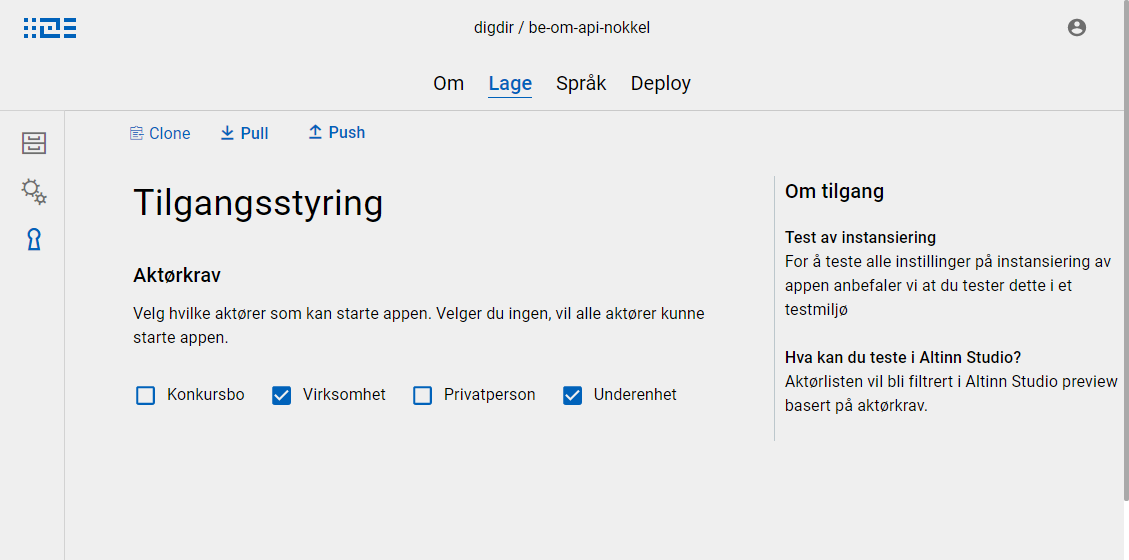 digdir / be-om-api-nokkel
Om Lage Språk Deploy
Clone Pull Push
Tilgangsstyring
Aktørkrav
Velg hvilke aktører som kan starte appen. Velger du ingen, vil alle aktører kunne
starte appen.
Konkursbo Virksomhet Privatperson Underenhet
Om tilgang
Test av instansiering
For å teste alle instillinger på instansiering av
appen anbefaler vi at du tester dette i et
testmiljø
Hva kan du teste i Altinn Studio?
Aktørlisten vil bli filtrert i Altinn Studio preview
basert på aktørkrav.